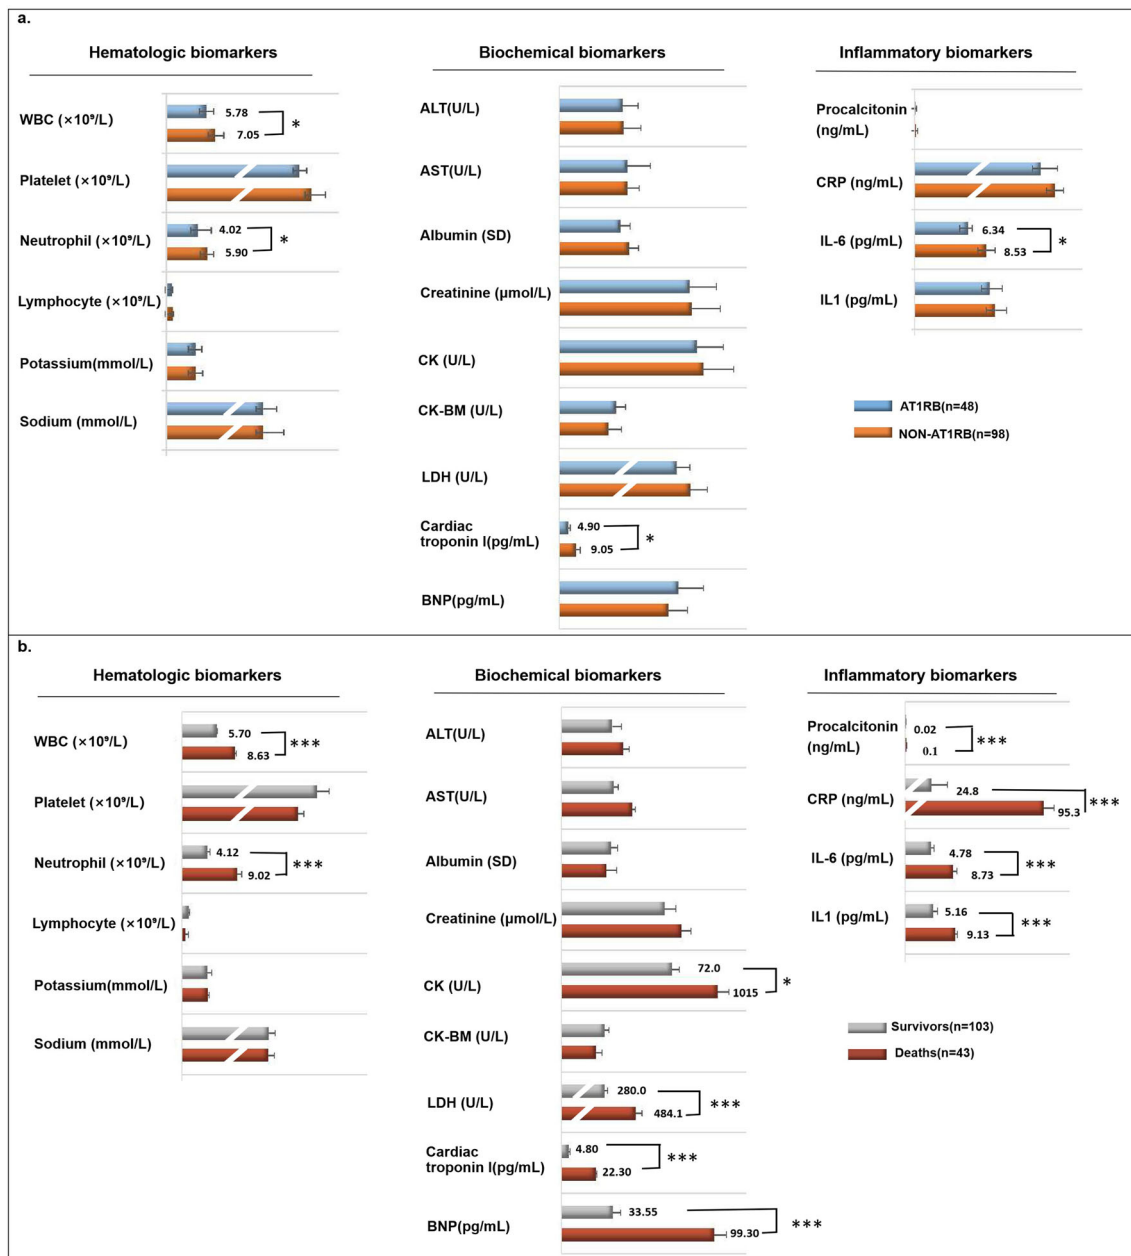 a.
Hematologic biomarkers
WBC (×10⁹/L)
5.78
7.05
*
Platelet (×10⁹/L)
Neutrophil (×10⁹/L)
4.02
5.90
*
Lymphocyte (×10⁹/L)
Potassium(mmol/L)
Sodium (mmol/L)
Biochemical biomarkers
ALT(U/L)
AST(U/L)
Albumin (SD)
Creatinine (μmol/L)
CK (U/L)
CK-BM (U/L)
LDH (U/L)
Cardiac
troponin I(pg/mL)
4.90
9.05
*
BNP(pg/mL)
Inflammatory biomarkers
Procalcitonin
(ng/mL)
CRP (ng/mL)
IL-6 (pg/mL)
6.34
8.53
*
IL1 (pg/mL)
AT1RB(n=48)
NON-AT1RB(n=98)
b.
Hematologic biomarkers
WBC (×10⁹/L)
5.70
8.63
***
Platelet (×10⁹/L)
Neutrophil (×10⁹/L)
4.12
9.02
***
Lymphocyte (×10⁹/L)
Potassium(mmol/L)
Sodium (mmol/L)
Biochemical biomarkers
ALT(U/L)
AST(U/L)
Albumin (SD)
Creatinine (μmol/L)
CK (U/L)
72.0
1015
*
CK-BM (U/L)
LDH (U/L)
280.0
484.1
***
Cardiac
troponin I(pg/mL)
4.80
22.30
***
BNP(pg/mL)
33.55
99.30
***
Inflammatory biomarkers
Procalcitonin
(ng/mL)
0.02
0.1
***
CRP (ng/mL)
24.8
95.3
***
IL-6 (pg/mL)
4.78
8.73
***
IL1 (pg/mL)
5.16
9.13
***
Survivors(n=103)
Deaths(n=43)